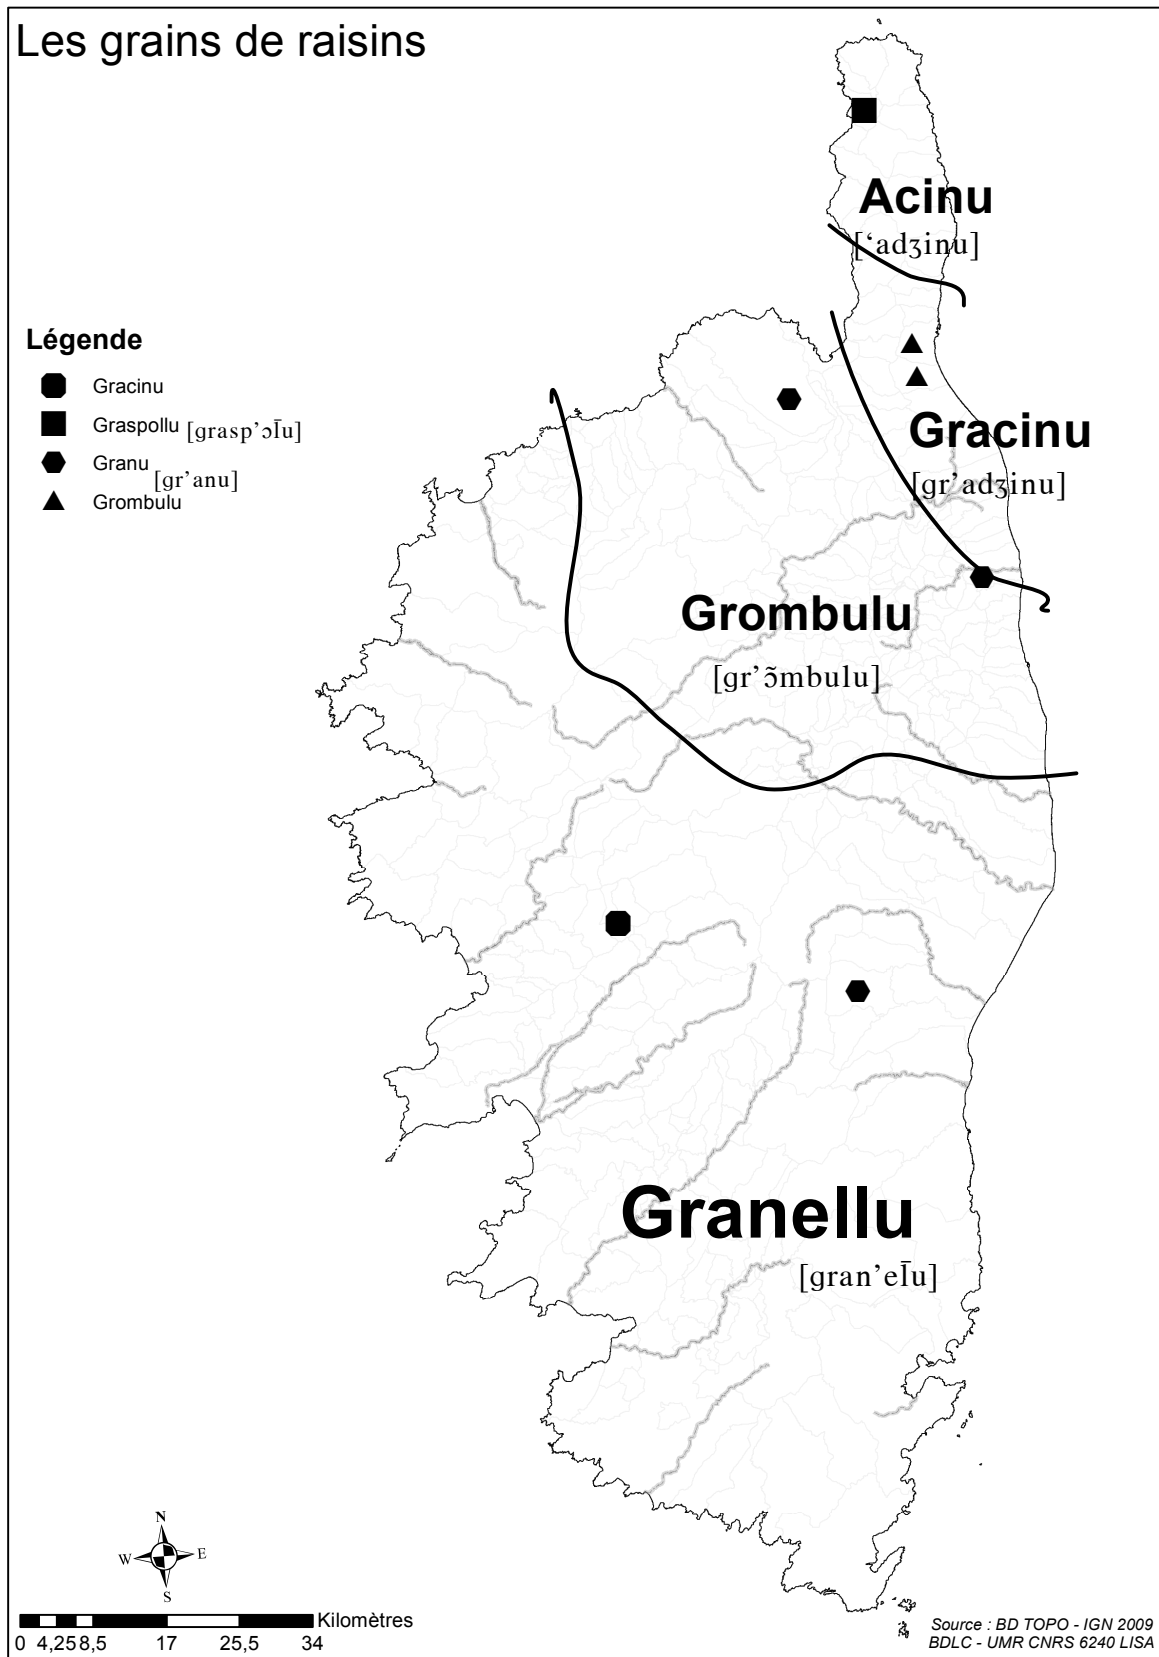 Les grains de raisins
Acinu
[‘adʒinu]
Légende
Gracinu
Graspollu [grasp’ɔl̄u]
Granu [gr’anu]
Grombulu
Gracinu
[gr’adʒinu]
Grombulu
[gr’ɔ̃mbulu]
Granellu
[gran’el̄u]
N
W E
S
Kilomètres
0 4,25 8,5 17 25,5 34
Source : BD TOPO - IGN 2009
BDLC - UMR CNRS 6240 LISA